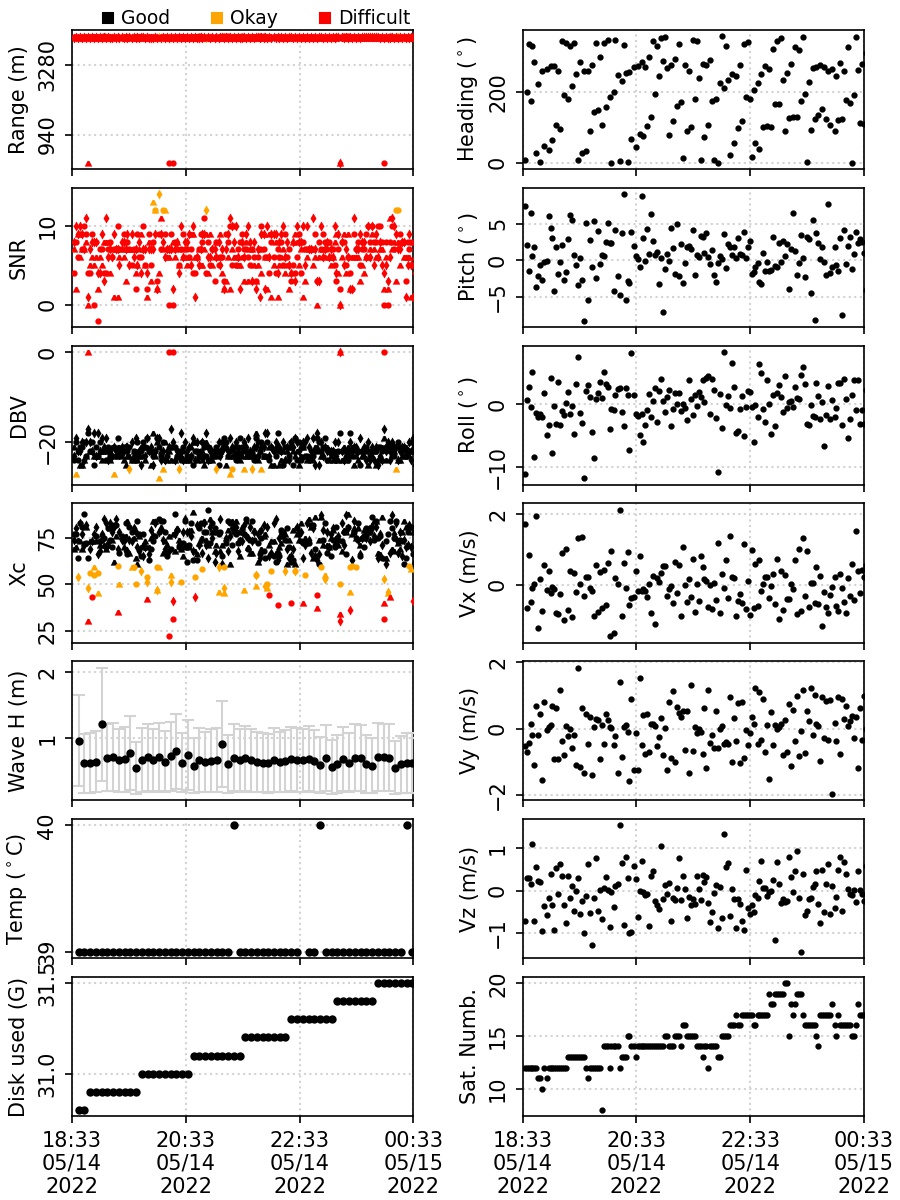 Good Okay Difficult
Range (m)
3280
940
Heading (°)
200
0
SNR
10
0
Pitch (°)
5
0
−5
DBV
0
−20
Roll (°)
0
−10
Xc
75
50
25
Vx (m/s)
2
0
Wave H (m)
2
1
Vy (m/s)
2
0
−2
Temp (°C)
40
39
Vz (m/s)
1
0
−1
Disk used (G)
31.5
31.0
Sat. Numb.
20
15
10
18:33 20:33 22:33 00:33 18:33 20:33 22:33 00:33
05/14 05/14 05/14 05/15 05/14 05/14 05/14 05/15
2022 2022 2022 2022 2022 2022 2022 2022